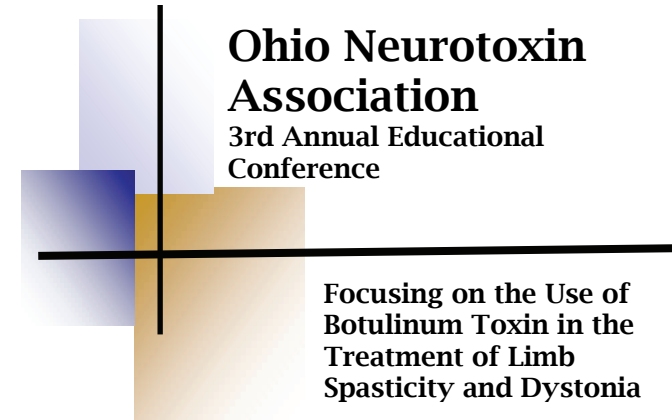 Ohio Neurotoxin
Association
3rd Annual Educational
Conference
Focusing on the Use of
Botulinum Toxin in the
Treatment of Limb
Spasticity and Dystonia